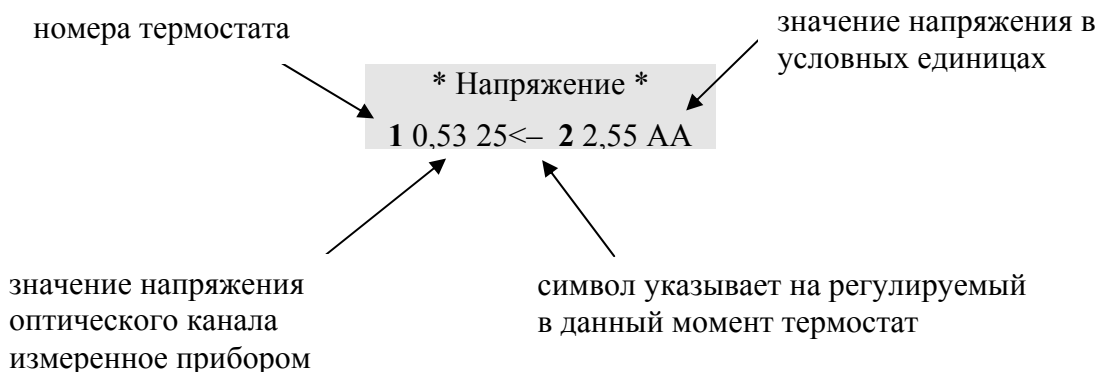 номера термостата
значение напряжения в
условных единицах
* Напряжение *
1 0,53 25<– 2 2,55 AA
значение напряжения
оптического канала
измеренное прибором
символ указывает на регулируемый
в данный момент термостат